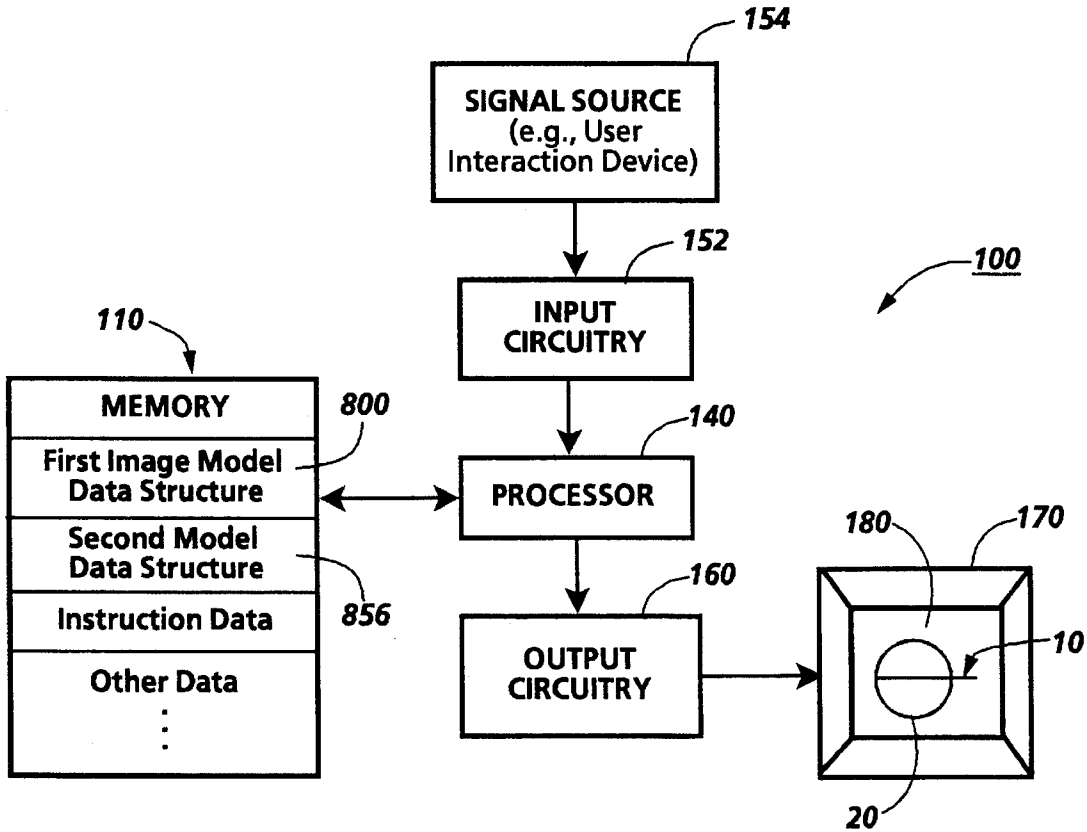 154
SIGNAL SOURCE
(e.g., User
Interaction Device)
152
INPUT
CIRCUITRY
100
110
MEMORY
800
First Image Model
Data Structure
Second Model
Data Structure
856
Instruction Data
Other Data
140
PROCESSOR
160
OUTPUT
CIRCUITRY
180
170
10
20